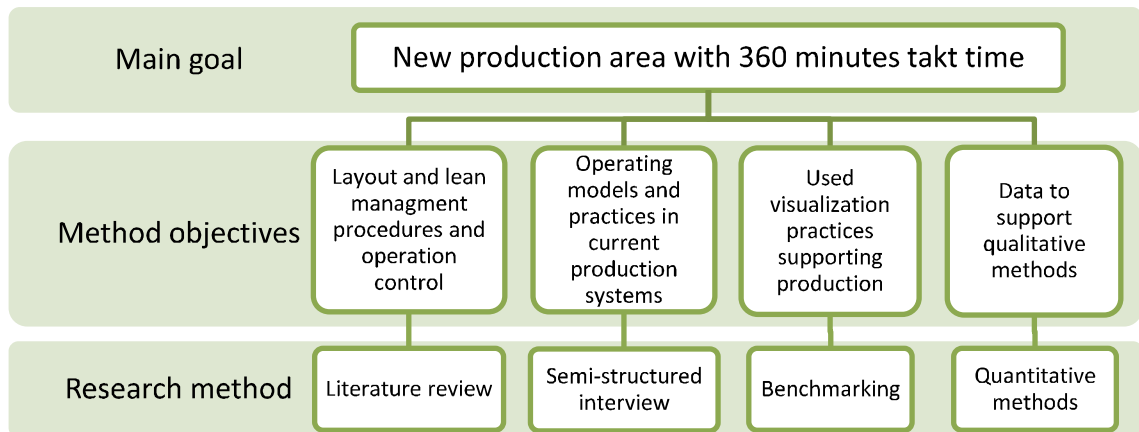 Main goal
New production area with 360 minutes takt time
Method objectives
Layout and lean
managment
procedures and
operation
control
Operating
models and
practices in
current
production
systems
Used
visualization
practices
supporting
production
Data to
support
qualitative
methods
Research method
Literature review
Semi-structured
interview
Benchmarking
Quantitative
methods